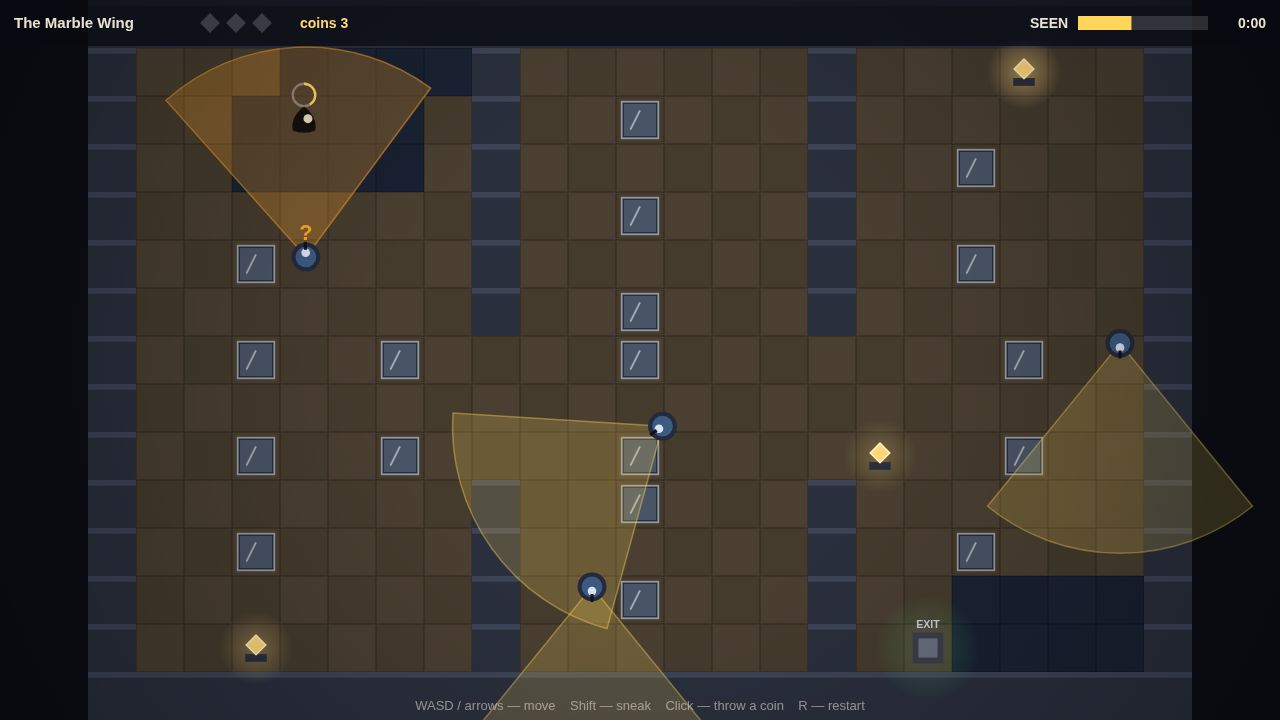 The Marble Wing
coins 3
SEEN
0:00
?
EXIT
WASD / arrows — move Shift — sneak Click — throw a coin R — restart